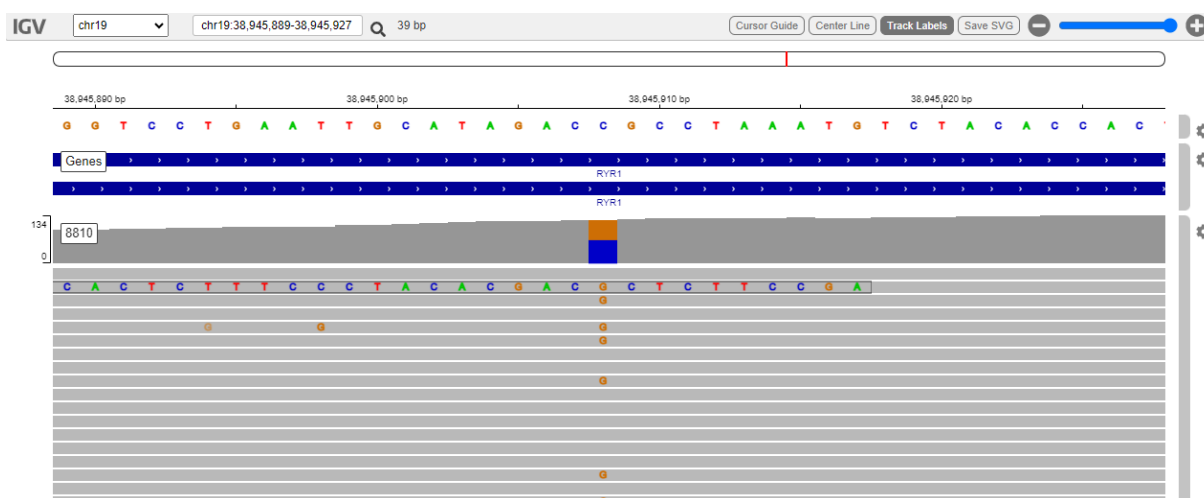 IGV chr19 chr19:38,945,889-38,945,927 39 bp Cursor Guide Center Line Track Labels Save SVG
38,945,890 bp 38,945,900 bp 38,945,910 bp 38,945,920 bp
G G T C C T G A A T T G C A T A G A C C G C C T A A A T G T C T A C A C C A C
Genes
RYR1
RYR1
134 8810
0
C A C T C T T T C C C T A C A C G A C G C T C T T C C G A
G
G G G
G
G
G